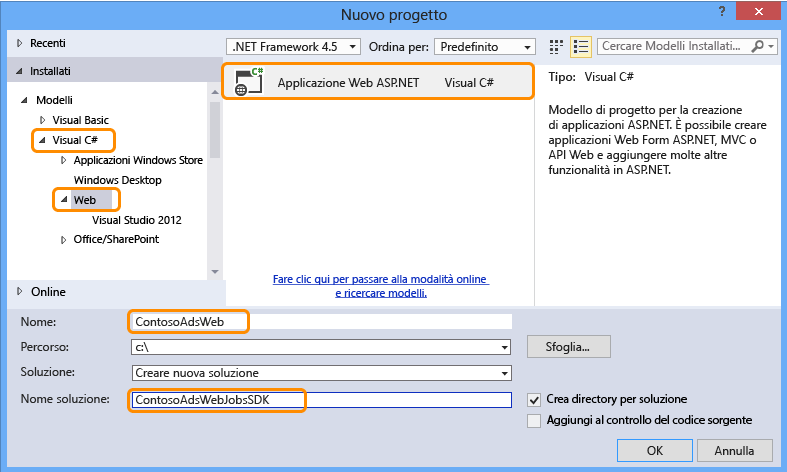 Nuovo progetto
?
Recenti
.NET Framework 4.5
Ordina per:
Predefinito
Cercare Modelli Installati...
Installati
Modelli
Visual Basic
Visual C#
Applicazioni Windows Store
Windows Desktop
Web
Visual Studio 2012
Office/SharePoint
Online
C#
Applicazione Web ASP.NET
Visual C#
Fare clic qui per passare alla modalità online
e ricercare modelli.
Tipo: Visual C#
Modello di progetto per la creazione
di applicazioni ASP.NET. È possibile creare
applicazioni Web Form ASP.NET, MVC o
API Web e aggiungere molte altre
funzionalità in ASP.NET.
Nome:
ContosoAdsWeb
Percorso:
c:\
Sfoglia...
Soluzione:
Creare nuova soluzione
Nome soluzione:
ContosoAdsWebJobsSDK
Crea directory per soluzione
Aggiungi al controllo del codice sorgente
OK
Annulla